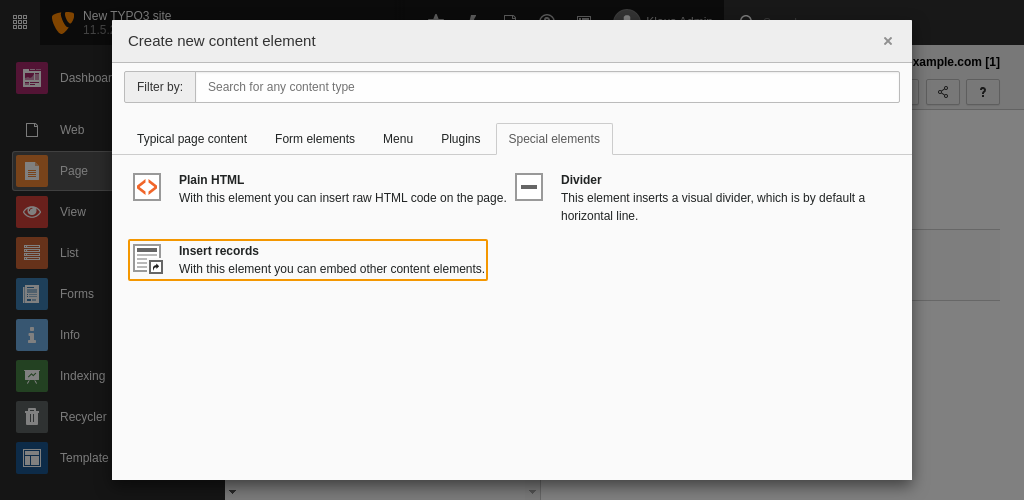 New TYPO3 site
11.5.
Klaus Admin
Create new content element
×
xample.com [1]
Filter by:
Search for any content type
?
Dashboar
Typical page content
Form elements
Menu
Plugins
Special elements
Web
Page
View
List
Forms
Info
Indexing
Recycler
Template
Plain HTML
With this element you can insert raw HTML code on the page.
Divider
This element inserts a visual divider, which is by default a
horizontal line.
Insert records
With this element you can embed other content elements.